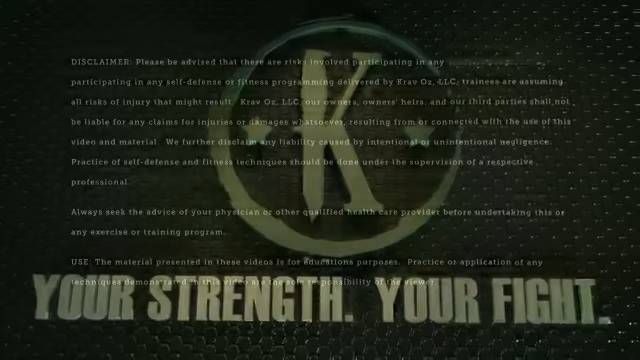 DISCLAIMER: Please be advised that there are risks involved participating in any
participating in any self-defense or fitness programming delivered by Krav Oz, LLC, trainees are assuming
all risks of injury that might result. Krav Oz, LLC, our owners, owners' heirs, and our third parties shall not
be liable for any claims for injuries or damages whatsoever, resulting from or connected with the use of this
video and material. We further disclaim any liability caused by intentional or unintentional negligence.
Practice of self-defense and fitness techniques should be done under the supervision of a respective
professional.
Always seek the advice of your physician or other qualified health care provider before undertaking this or
any exercise or training program.
USE: The material presented in these videos is for educations purposes. Practice or application of any
techniques demonstrated in this video are the sole responsibility of the viewer.
K
YOUR STRENGTH. YOUR FIGHT.